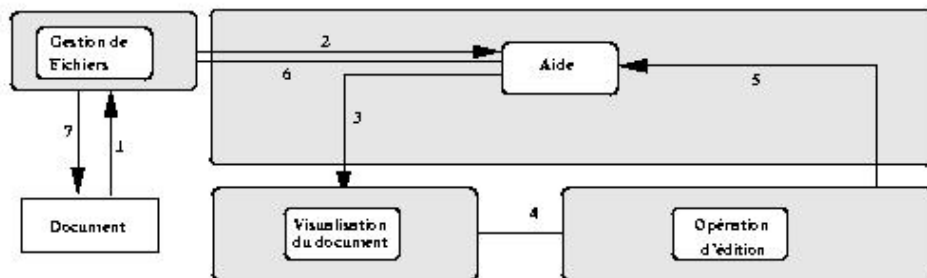 Gestion de
Fichiers
2
6
Aide
5
3
7
1
Document
Visualisation
du document
4
Opération
d'édition